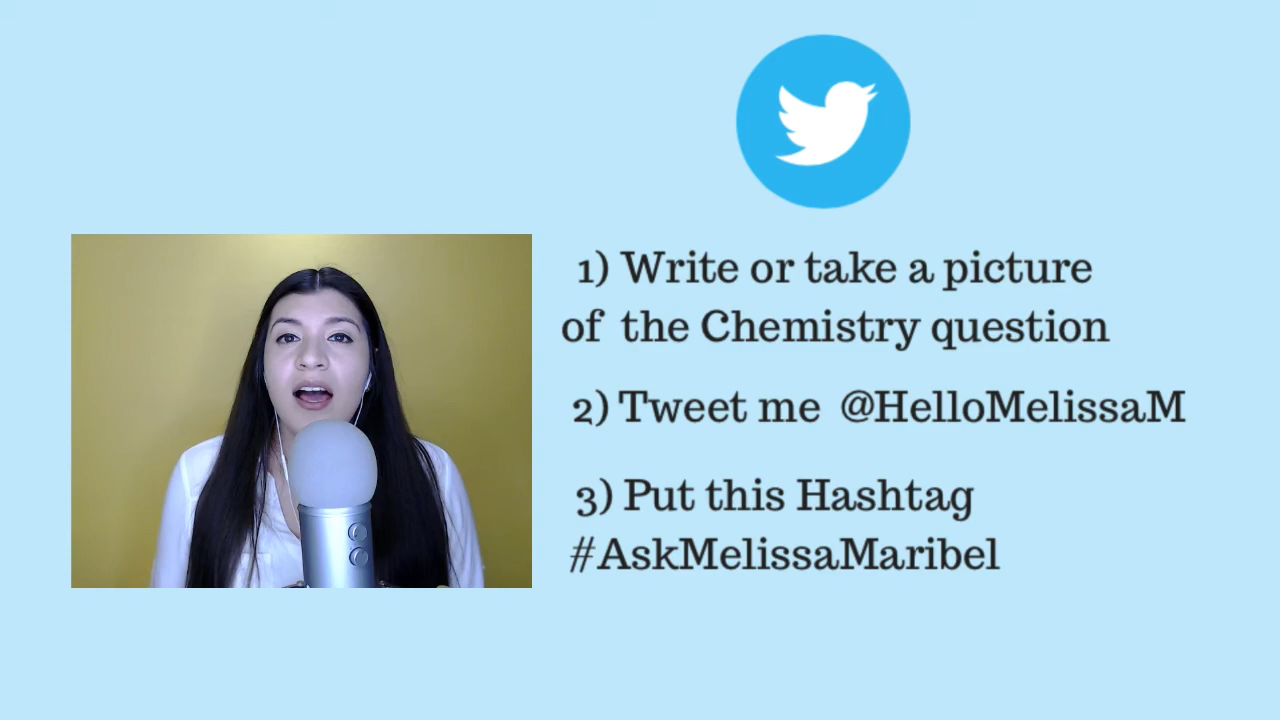 1) Write or take a picture
of the Chemistry question
2) Tweet me @HelloMelissaM
3) Put this Hashtag
#AskMelissaMaribel